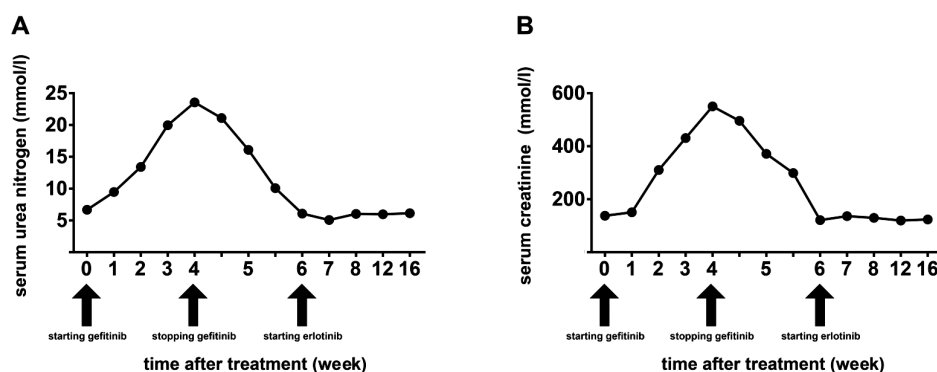 A
serum urea nitrogen (mmol/l)
25
20
15
10
5
0 1 2 3 4 5 6 7 8 12 16
starting gefitinib stopping gefitinib starting erlotinib
time after treatment (week)
B
serum creatinine (mmol/l)
600
400
200
0 1 2 3 4 5 6 7 8 12 16
starting gefitinib stopping gefitinib starting erlotinib
time after treatment (week)